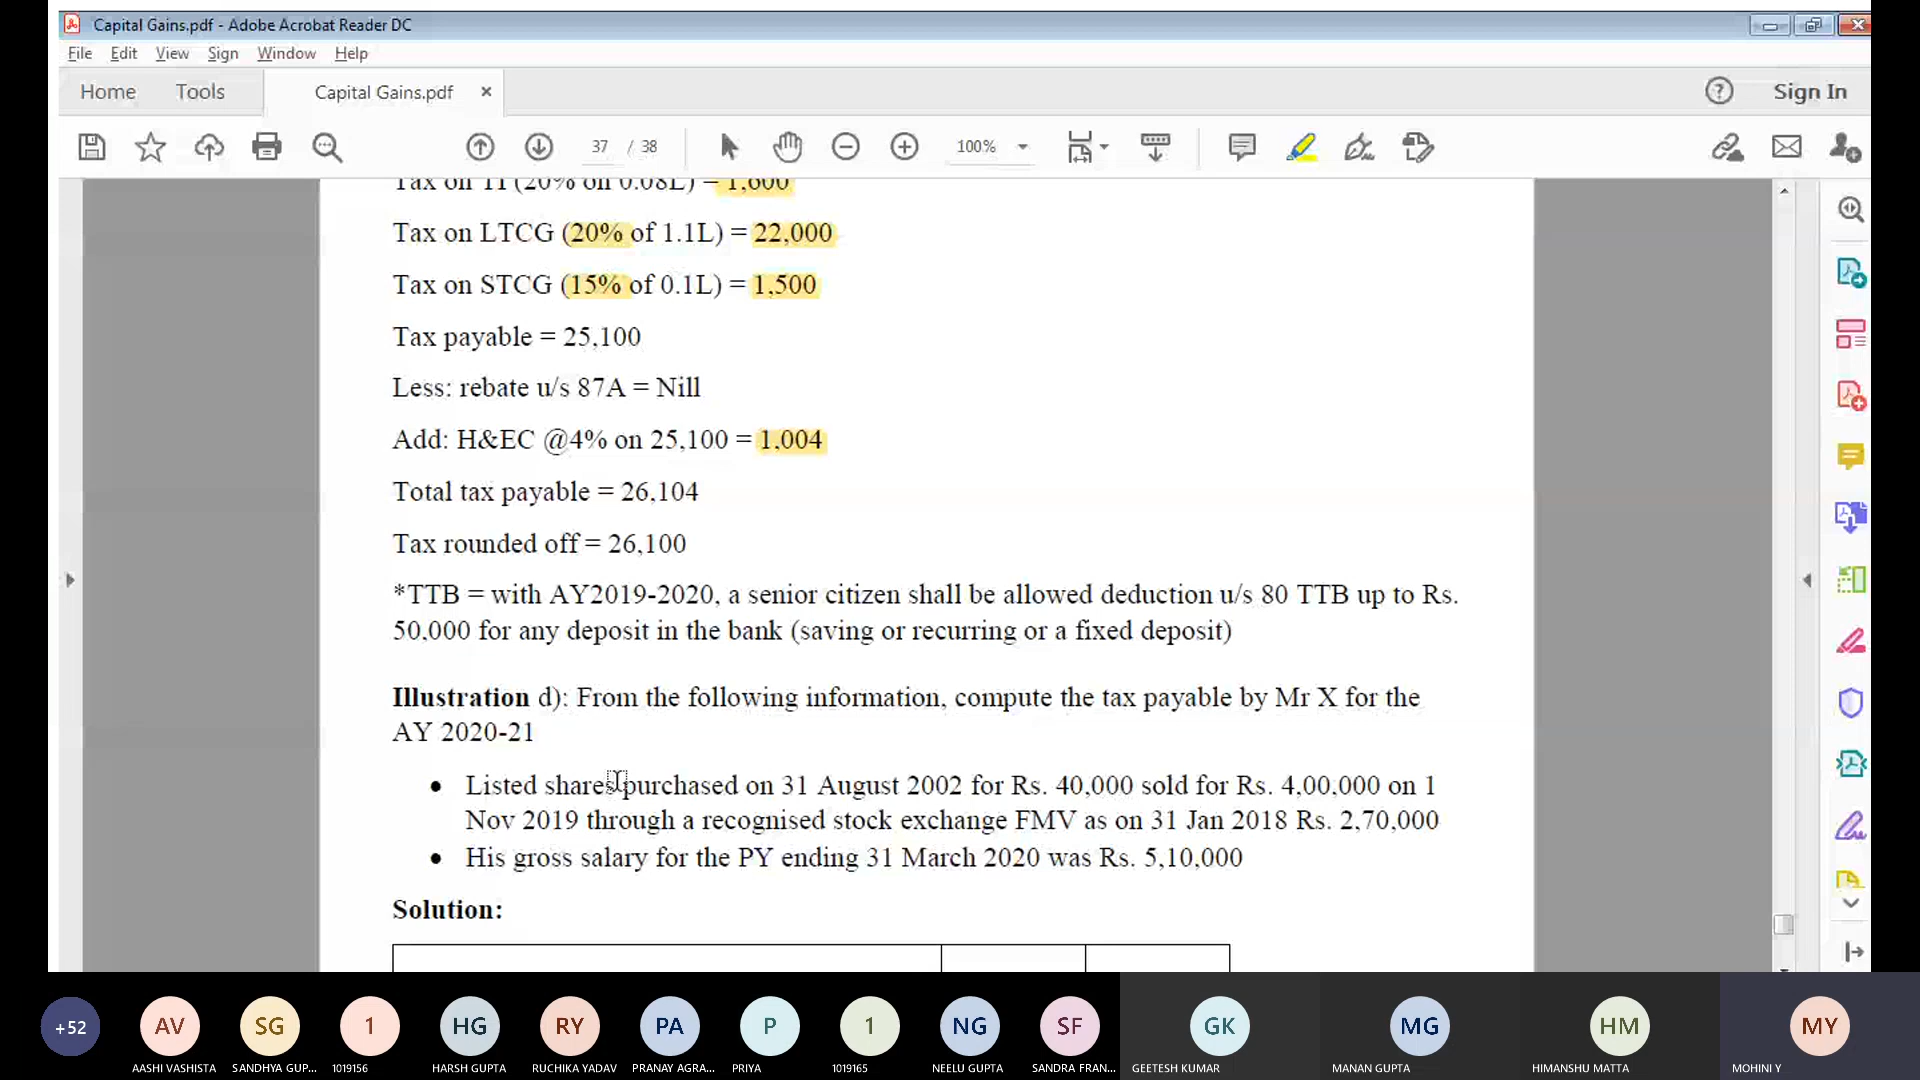 Capital Gains.pdf - Adobe Acrobat Reader DC
File Edit View Sign Window Help
Home Tools Capital Gains.pdf × Sign In
37 / 38 100%
Tax on TI (20% on 0.08L) = 1,600
Tax on LTCG (20% of 1.1L) = 22,000
Tax on STCG (15% of 0.1L) = 1,500
Tax payable = 25,100
Less: rebate u/s 87A = Nill
Add: H&EC @4% on 25,100 = 1,004
Total tax payable = 26,104
Tax rounded off = 26,100
*TTB = with AY2019-2020, a senior citizen shall be allowed deduction u/s 80 TTB up to Rs.
50,000 for any deposit in the bank (saving or recurring or a fixed deposit)
Illustration d): From the following information, compute the tax payable by Mr X for the
AY 2020-21
• Listed shares purchased on 31 August 2002 for Rs. 40,000 sold for Rs. 4,00,000 on 1
Nov 2019 through a recognised stock exchange FMV as on 31 Jan 2018 Rs. 2,70,000
• His gross salary for the PY ending 31 March 2020 was Rs. 5,10,000
Solution:
+52 AV SG 1 HG RY PA P 1 NG SF GK MG HM MY
AASHI VASHISTA SANDHYA GUP... 1019156 HARSH GUPTA RUCHIKA YADAV PRANAY AGRA... PRIYA 1019165 NEELU GUPTA SANDRA FRAN... GEETESH KUMAR MANAN GUPTA HIMANSHU MATTA MOHINI Y